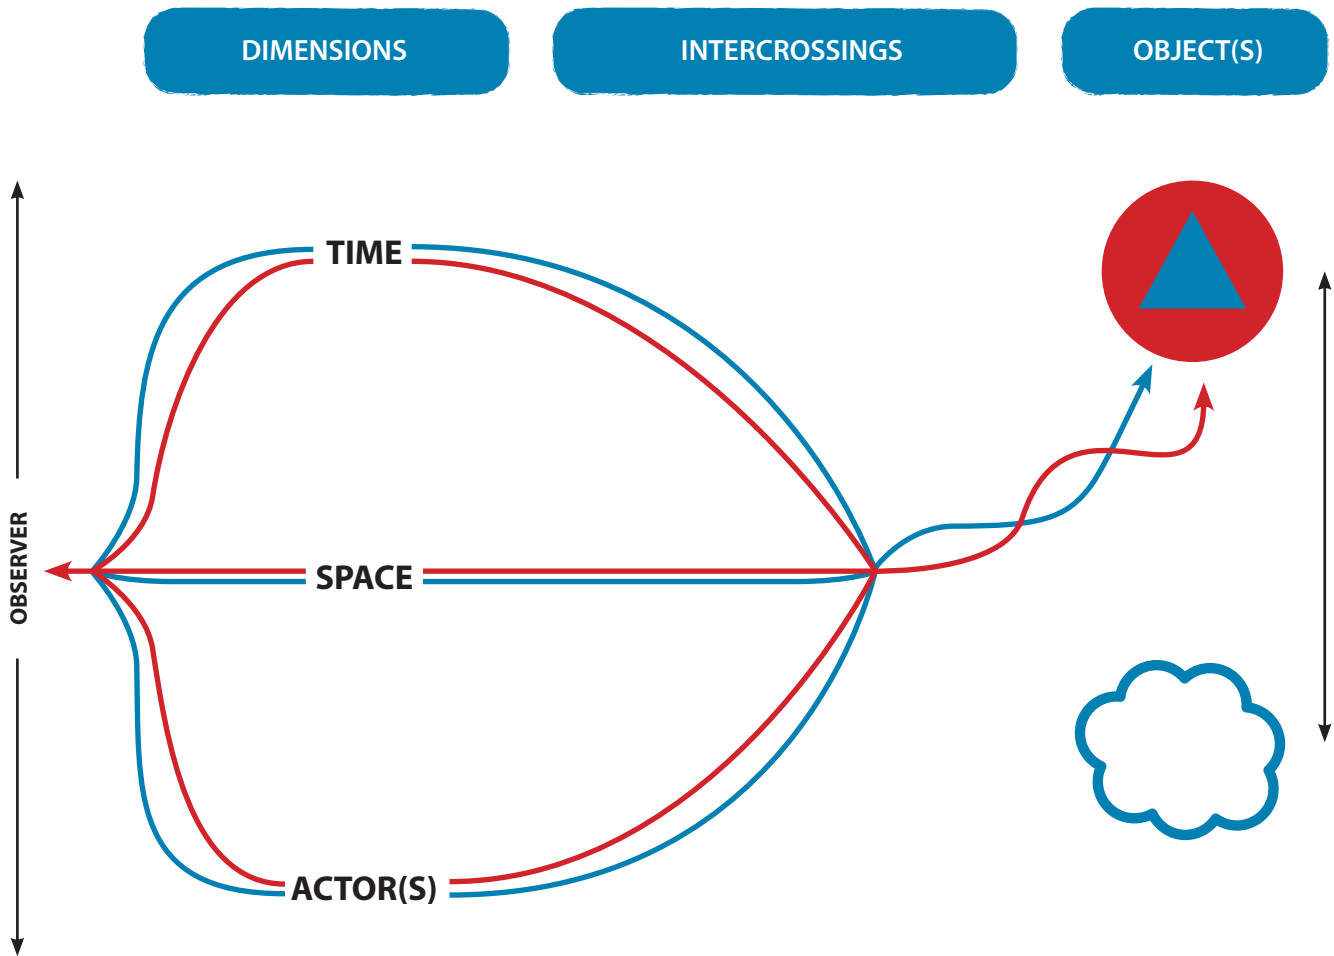 DIMENSIONS
INTERCROSSINGS
OBJECT(S)
TIME
OBSERVER
SPACE
ACTOR(S)